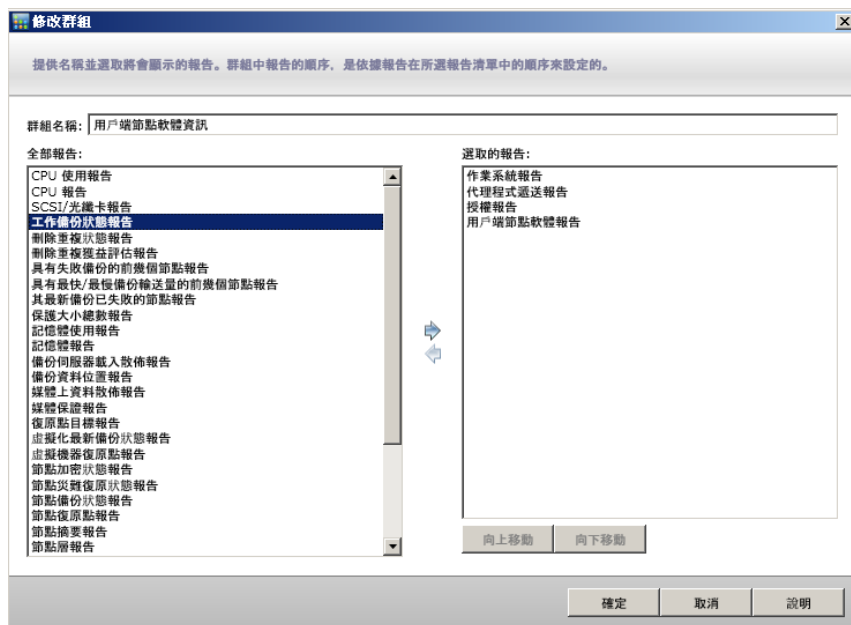 修改群組
提供名稱並選取將會顯示的報告。群組中報告的順序，是依據報告在所選報告清單中的順序來設定的。
群組名稱: 用戶端節點軟體資訊
全部報告:
CPU 使用報告
CPU 報告
SCSI/光纖卡報告
工作備份狀態報告
刪除重複狀態報告
刪除重複獲益評估報告
具有失敗備份的前幾個節點報告
具有最快/最慢備份輸送量的前幾個節點報告
其最新備份已失敗的節點報告
保護大小總數報告
記憶體使用報告
記憶體報告
備份伺服器載入散佈報告
備份資料位置報告
媒體上資料散佈報告
媒體保證報告
復原點目標報告
虛擬化最新備份狀態報告
虛擬機器復原點報告
節點加密狀態報告
節點災難復原狀態報告
節點備份狀態報告
節點復原點報告
節點摘要報告
節點層報告
選取的報告:
作業系統報告
代理程式遞送報告
授權報告
用戶端節點軟體報告
向上移動 向下移動
確定 取消 說明